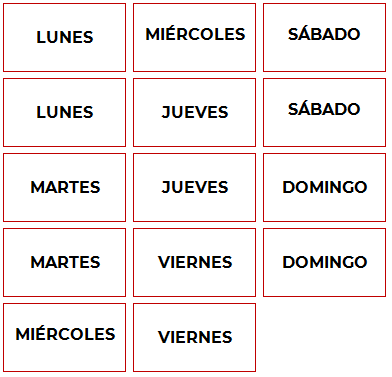 LUNES MIÉRCOLES SÁBADO
LUNES JUEVES SÁBADO
MARTES JUEVES DOMINGO
MARTES VIERNES DOMINGO
MIÉRCOLES VIERNES